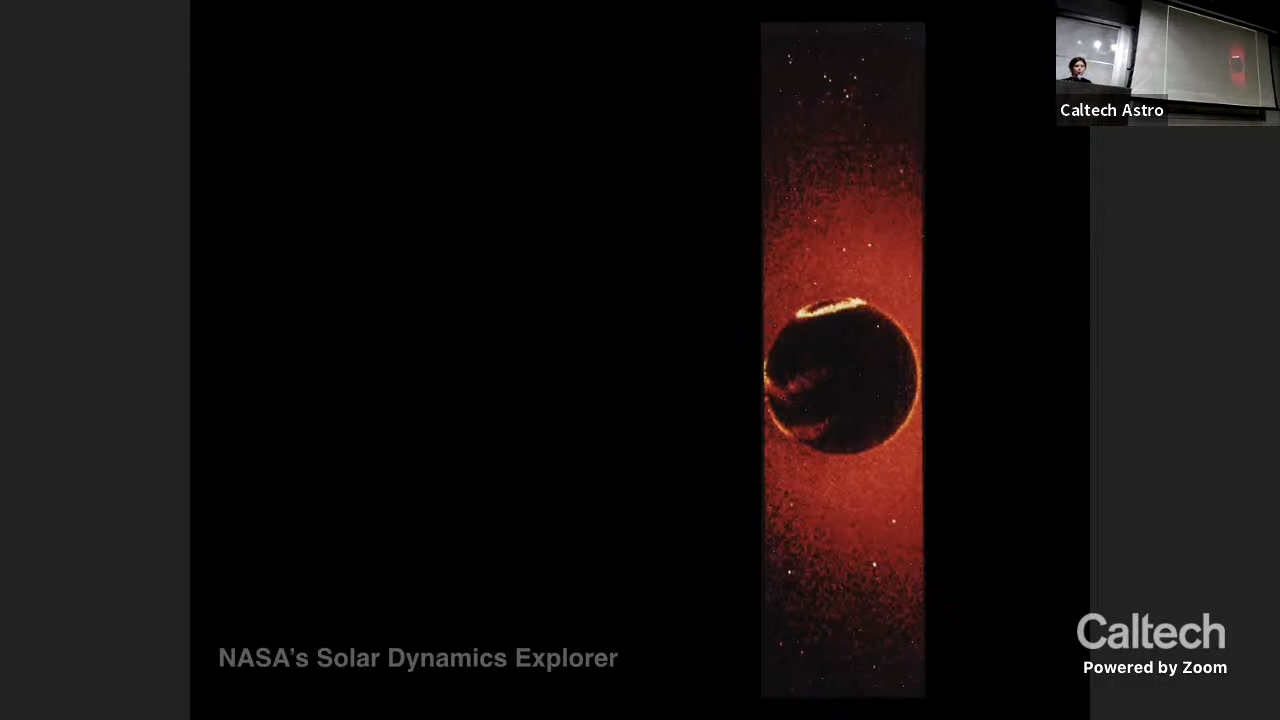 Caltech Astro
NASA's Solar Dynamics Explorer
Caltech
Powered by Zoom